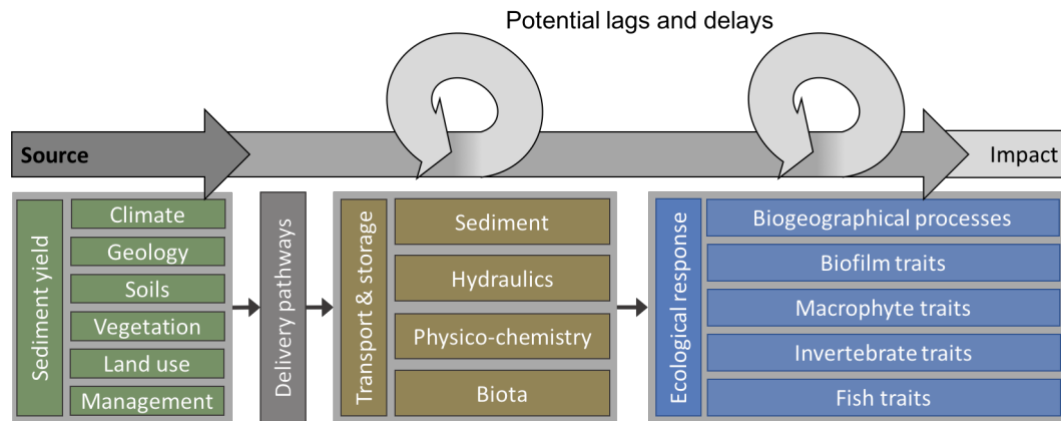 Potential lags and delays
Source
Impact
Sediment yield
Climate
Geology
Soils
Vegetation
Land use
Management
Delivery pathways
Transport & storage
Sediment
Hydraulics
Physico-chemistry
Biota
Ecological response
Biogeographical processes
Biofilm traits
Macrophyte traits
Invertebrate traits
Fish traits